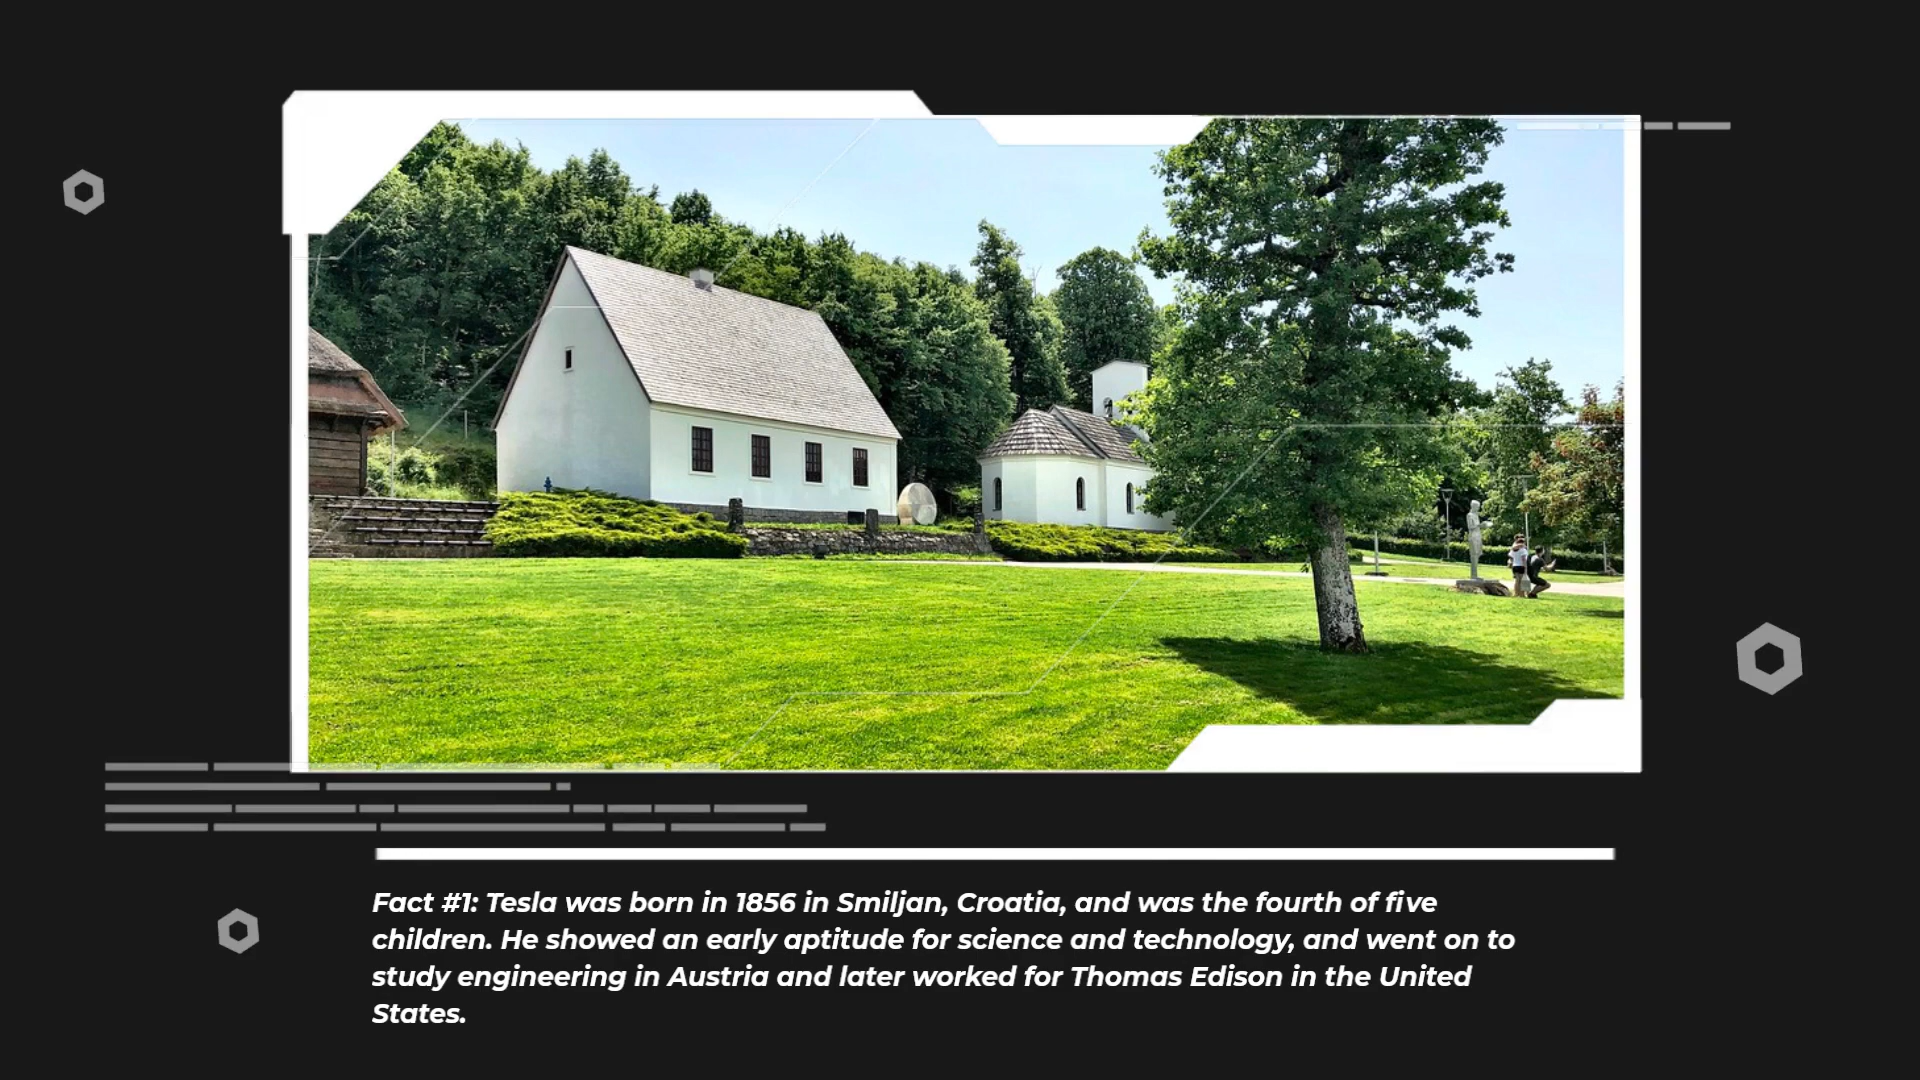 Fact #1: Tesla was born in 1856 in Smiljan, Croatia, and was the fourth of five
children. He showed an early aptitude for science and technology, and went on to
study engineering in Austria and later worked for Thomas Edison in the United
States.